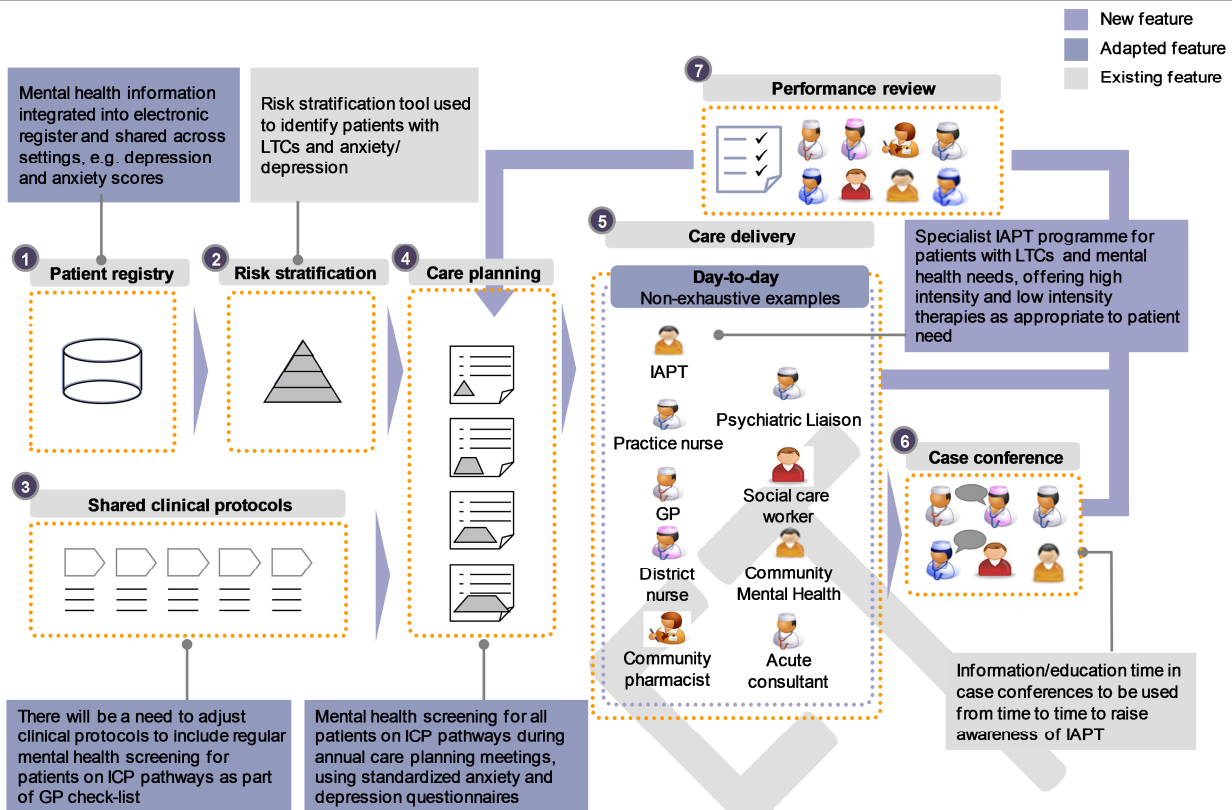 New feature
Adapted feature
Existing feature
Mental health information
integrated into electronic
register and shared across
settings, e.g. depression
and anxiety scores
Risk stratification tool used
to identify patients with
LTCs and anxiety/
depression
7
Performance review
1
Patient registry
2
Risk stratification
4
Care planning
5
Care delivery
Day-to-day
Non-exhaustive examples
Specialist IAPT programme for
patients with LTCs and mental
health needs, offering high
intensity and low intensity
therapies as appropriate to patient
need
IAPT
Psychiatric Liaison
Practice nurse
Social care
worker
GP
District
nurse
Community
Mental Health
Community
pharmacist
Acute
consultant
6
Case conference
3
Shared clinical protocols
There will be a need to adjust
clinical protocols to include regular
mental health screening for
patients on ICP pathways as part
of GP check-list
Mental health screening for all
patients on ICP pathways during
annual care planning meetings,
using standardized anxiety and
depression questionnaires
Information/education time in
case conferences to be used
from time to time to raise
awareness of IAPT